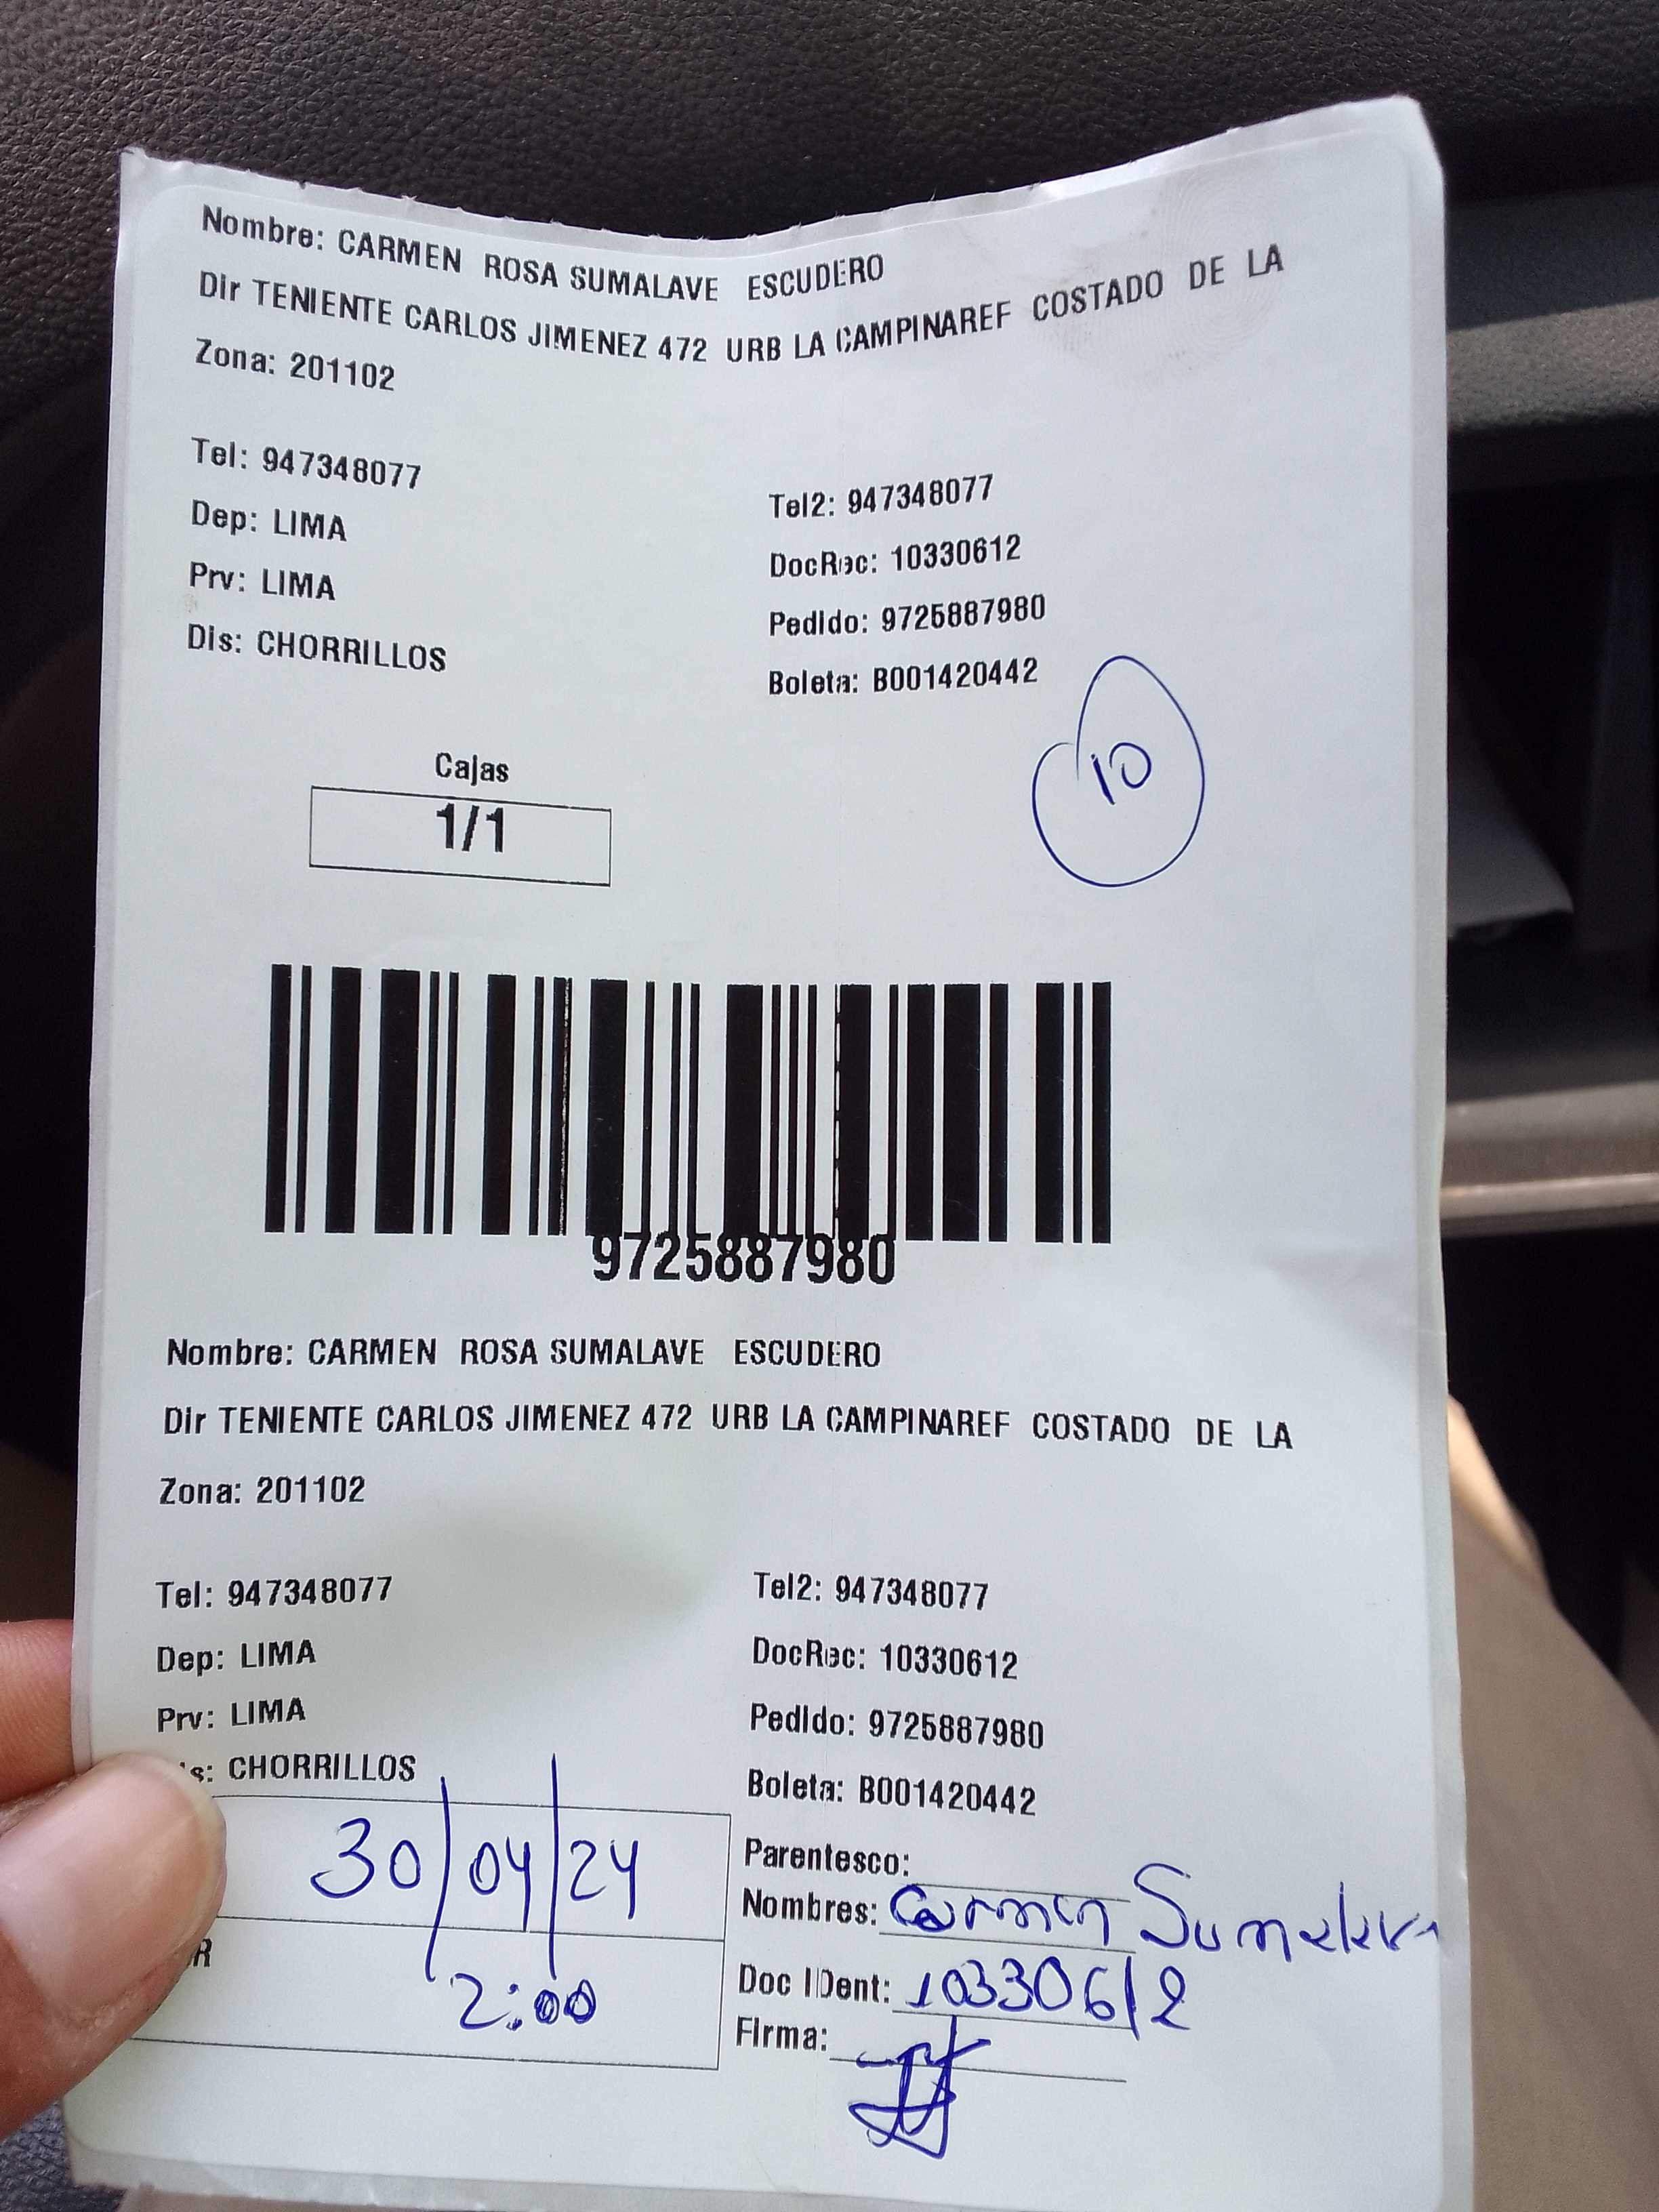 Nombre: CARMEN ROSA SUMALAVE ESCUDERO
Dir TENIENTE CARLOS JIMENEZ 472 URB LA CAMPINAREF COSTADO DE LA
Zona: 201102
Tel: 947348077
Tel2: 947348077
Dep: LIMA
DocRec: 10330612
Prv: LIMA
Pedido: 9725887980
Dis: CHORRILLOS
Boleta: B001420442
10
Cajas
1/1
9725887980
Nombre: CARMEN ROSA SUMALAVE ESCUDERO
Dir TENIENTE CARLOS JIMENEZ 472 URB LA CAMPINAREF COSTADO DE LA
Zona: 201102
Tel: 947348077
Tel2: 947348077
Dep: LIMA
DocRec: 10330612
Prv: LIMA
Pedido: 9725887980
s: CHORRILLOS
Boleta: B001420442
30/04/24
Parentesco:
Nombres: Carmen
R
2:00
Doc IDent: 10330612
Firma: